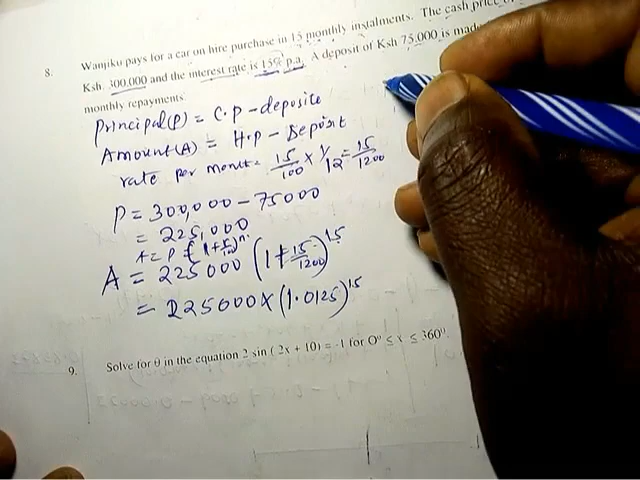 8. Wanjiku pays for a car on hire purchase in 15 monthly instalments. The cash price
Ksh. 300,000 and the interest rate is 15% p.a. A deposit of Ksh 75,000 is made
monthly repayments
Principal(P) = C.P - deposite
Amount(A) = H.P - Deposit
rate per month = 15/100 × 1/12 = 15/1200
P = 300,000 - 75000
= 225,000
A = P (1+r/100)^n
A = 225000 (1+15/1200)^15
= 225000 × (1.0125)^15
9. Solve for θ in the equation 2 sin ( 2x + 10) = -1 for 0⁰ ≤ x ≤ 360⁰